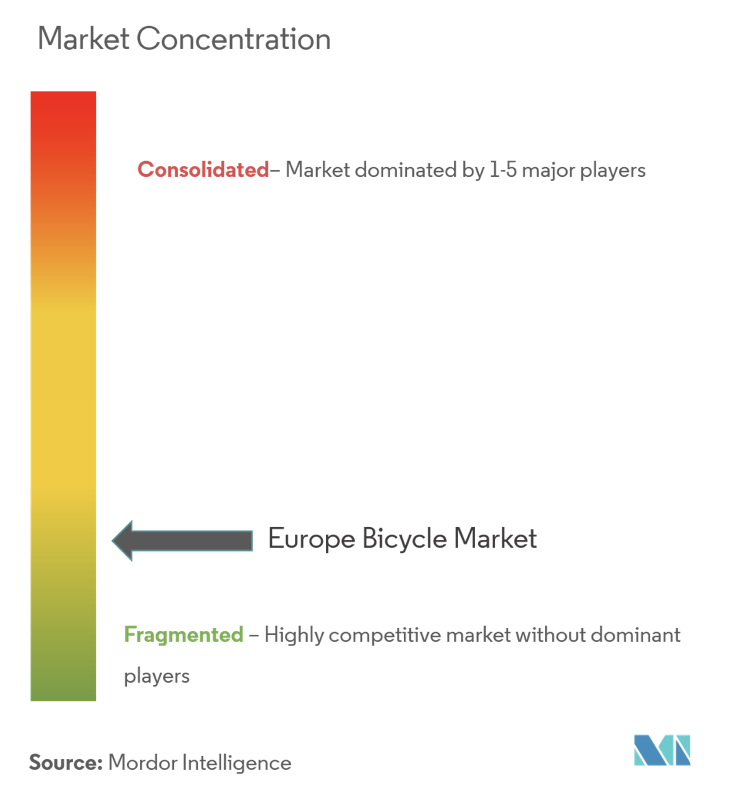 Market Concentration
Consolidated– Market dominated by 1-5 major players
Europe Bicycle Market
Fragmented – Highly competitive market without dominant
players
Source: Mordor Intelligence